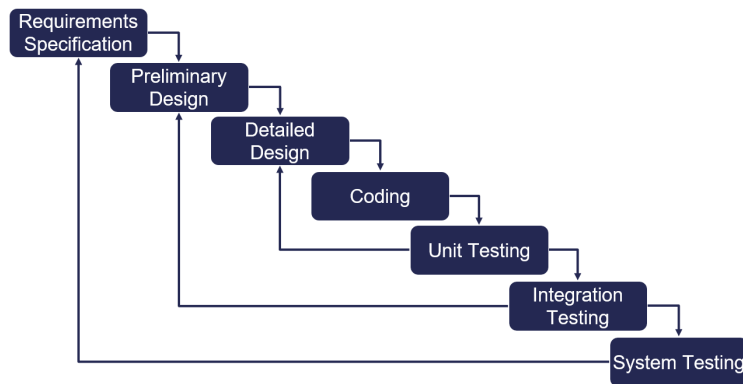 Requirements
Specification
Preliminary
Design
Detailed
Design
Coding
Unit Testing
Integration
Testing
System Testing